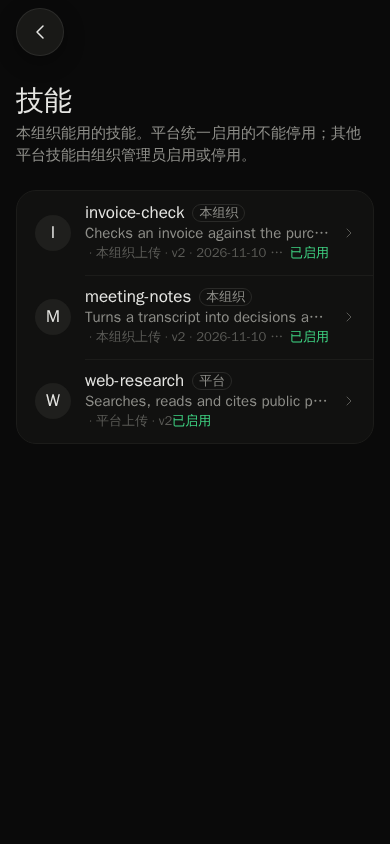 技能
本组织能用的技能。平台统一启用的不能停用；其他
平台技能由组织管理员启用或停用。
I
invoice-check 本组织
Checks an invoice against the purc···
· 本组织上传 · v2 · 2026-11-10 ··· 已启用
M
meeting-notes 本组织
Turns a transcript into decisions a···
· 本组织上传 · v2 · 2026-11-10 ··· 已启用
W
web-research 平台
Searches, reads and cites public p···
· 平台上传 · v2已启用